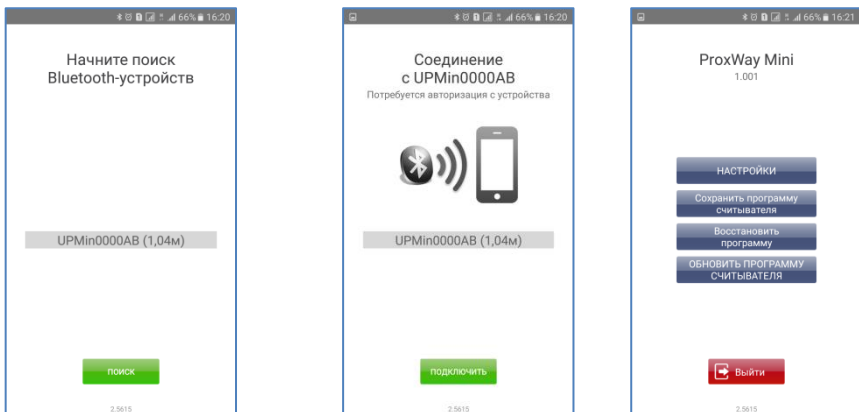 66% 16:20
Начните поиск
Bluetooth-устройств
UPMin0000AB (1,04м)
ПОИСК
2.5615
66% 16:20
Соединение
с UPMin0000AB
Потребуется авторизация с устройства
UPMin0000AB (1,04м)
ПОДКЛЮЧИТЬ
2.5615
66% 16:21
ProxWay Mini
1.001
НАСТРОЙКИ
Сохранить программу
считывателя
Восстановить
программу
ОБНОВИТЬ ПРОГРАММУ
СЧИТЫВАТЕЛЯ
Выйти
2.5615